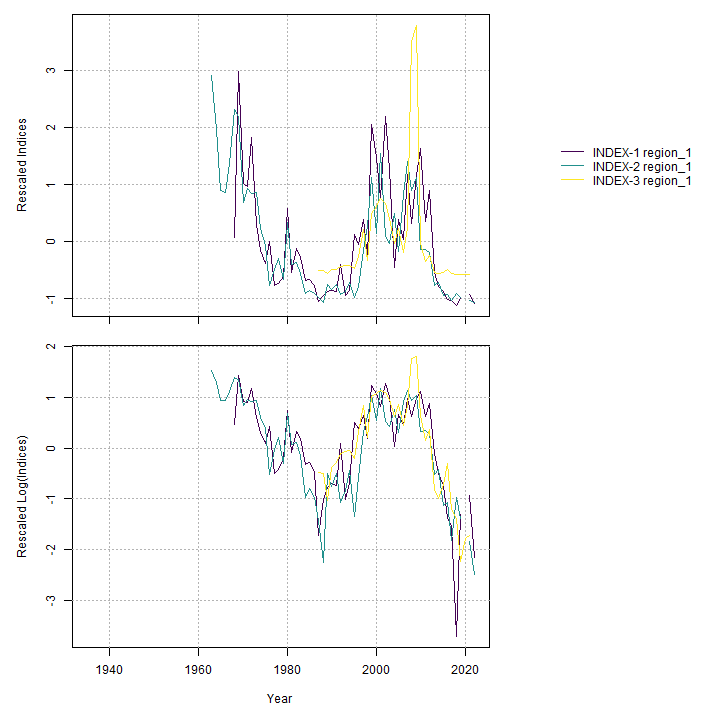 3
2
1
0
-1
Rescaled Indices
INDEX-1 region_1
INDEX-2 region_1
INDEX-3 region_1
2
1
0
-1
-2
-3
Rescaled Log(Indices)
1940 1960 1980 2000 2020
Year